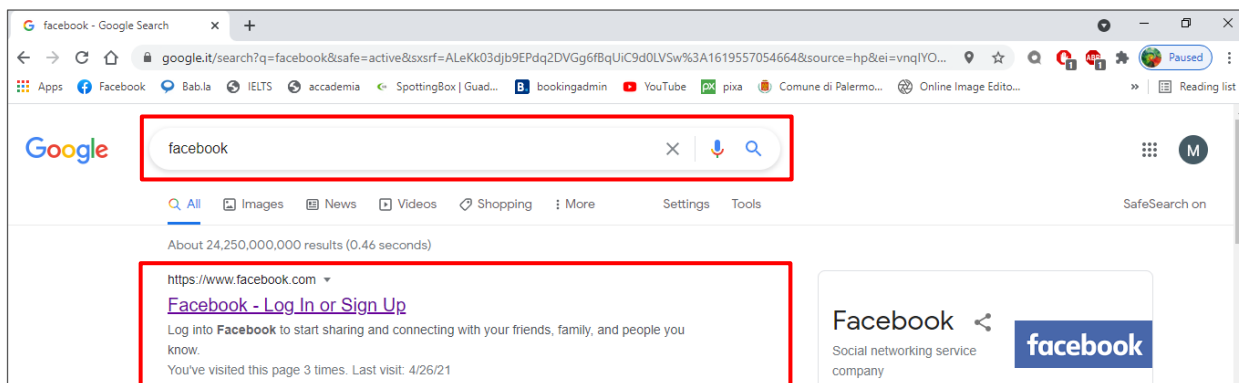 facebook - Google Search
google.it/search?q=facebook&safe=active&sxsrf=ALeKk03djb9EPdq2DVGg6fBqUiC9d0LVSw%3A1619557054664&source=hp&ei=vnqIYO... Paused
Apps Facebook Bab.la IELTS accademia SpottingBox | Guad... B. bookingadmin YouTube px pixa Comune di Palermo... Online Image Edito... » Reading list
Google facebook M
All Images News Videos Shopping More Settings Tools SafeSearch on
About 24,250,000,000 results (0.46 seconds)
https://www.facebook.com
Facebook - Log In or Sign Up
Log into Facebook to start sharing and connecting with your friends, family, and people you
know.
You've visited this page 3 times. Last visit: 4/26/21
Facebook
Social networking service
company
facebook